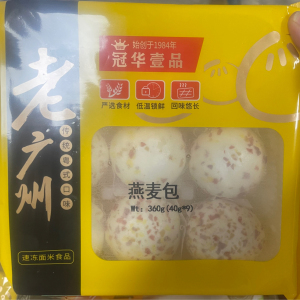 始创于1984年
冠华壹品
严选食材 低温锁鲜 回味悠长
老广州
传统粤式口味
燕麦包
360g(40g*9)
速冻面米食品